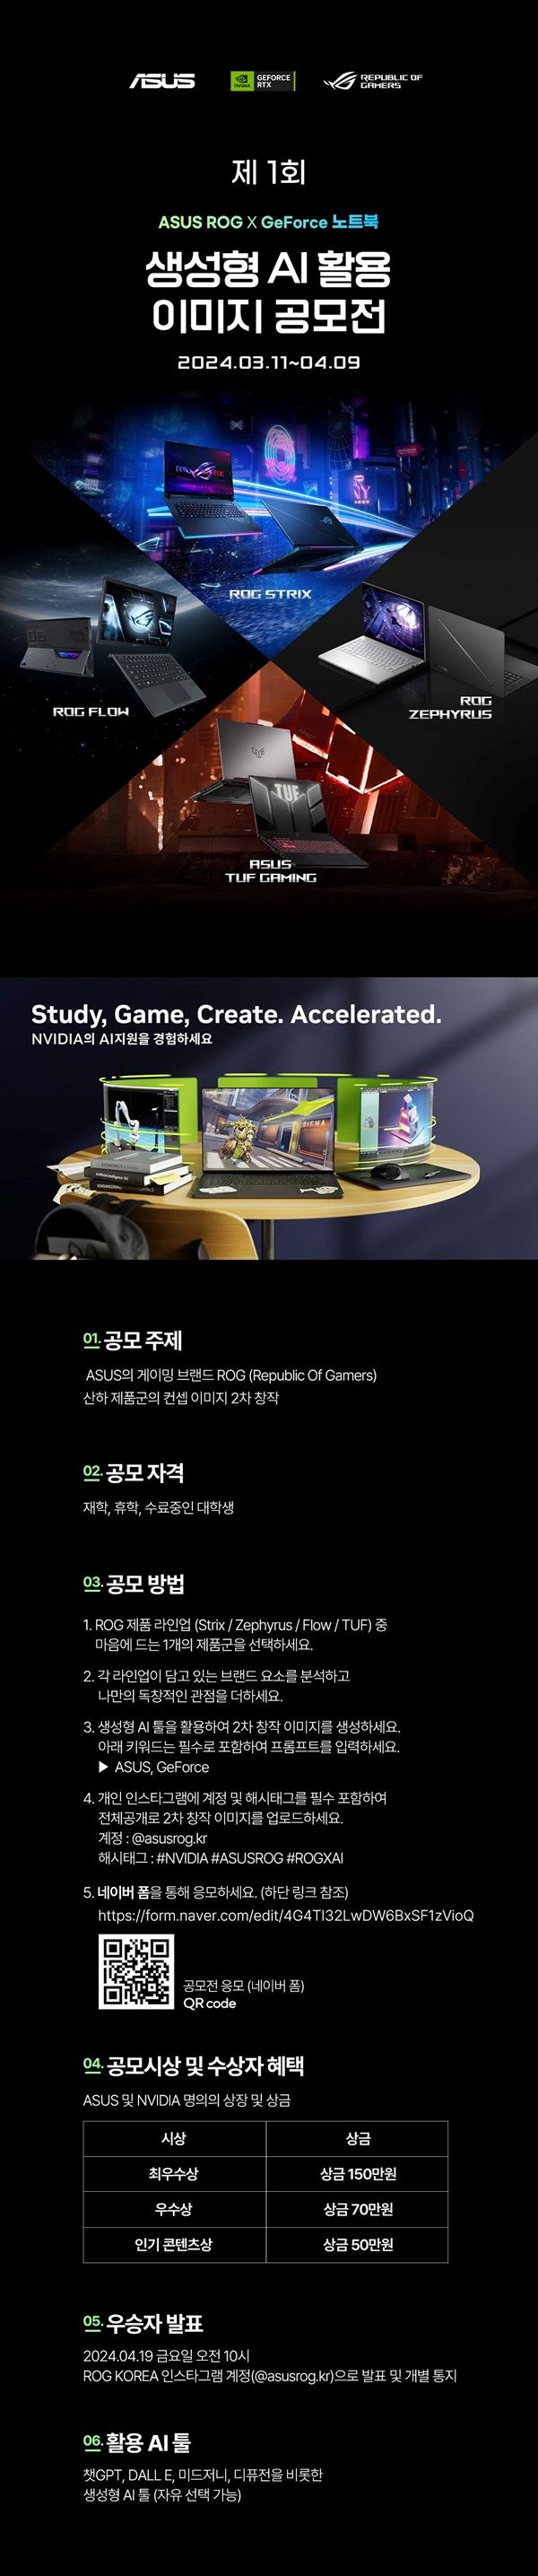 ASUS
NVIDIA
GEFORCE
RTX
REPUBLIC OF
GAMERS
제 1회
ASUS ROG X GeForce 노트북
생성형 AI 활용
이미지 공모전
2024.03.11~04.09
ROG STRIX
ROG FLOW
ROG
ZEPHYRUS
TUF
ASUS
TUF GAMING
Study, Game, Create. Accelerated.
NVIDIA의 AI지원을 경험하세요
01. 공모 주제
ASUS의 게이밍 브랜드 ROG (Republic Of Gamers)
산하 제품군의 컨셉 이미지 2차 창작
02. 공모 자격
재학, 휴학, 수료중인 대학생
03. 공모 방법
1. ROG 제품 라인업 (Strix / Zephyrus / Flow / TUF) 중
마음에 드는 1개의 제품군을 선택하세요.
2. 각 라인업이 담고 있는 브랜드 요소를 분석하고
나만의 독창적인 관점을 더하세요.
3. 생성형 AI 툴을 활용하여 2차 창작 이미지를 생성하세요.
아래 키워드는 필수로 포함하여 프롬프트를 입력하세요.
▶ ASUS, GeForce
4. 개인 인스타그램에 계정 및 해시태그를 필수 포함하여
전체공개로 2차 창작 이미지를 업로드하세요.
계정 : @asusrog.kr
해시태그 : #NVIDIA #ASUSROG #ROGXAI
5. 네이버 폼을 통해 응모하세요. (하단 링크 참조)
https://form.naver.com/edit/4G4TI32LwDW6BxSF1zVioQ
공모전 응모 (네이버 폼)
QR code
04. 공모시상 및 수상자 혜택
ASUS 및 NVIDIA 명의의 상장 및 상금
시상 상금
최우수상 상금 150만원
우수상 상금 70만원
인기 콘텐츠상 상금 50만원
05. 우승자 발표
2024.04.19 금요일 오전 10시
ROG KOREA 인스타그램 계정(@asusrog.kr)으로 발표 및 개별 통지
06. 활용 AI 툴
챗GPT, DALL E, 미드저니, 디퓨전을 비롯한
생성형 AI 툴 (자유 선택 가능)